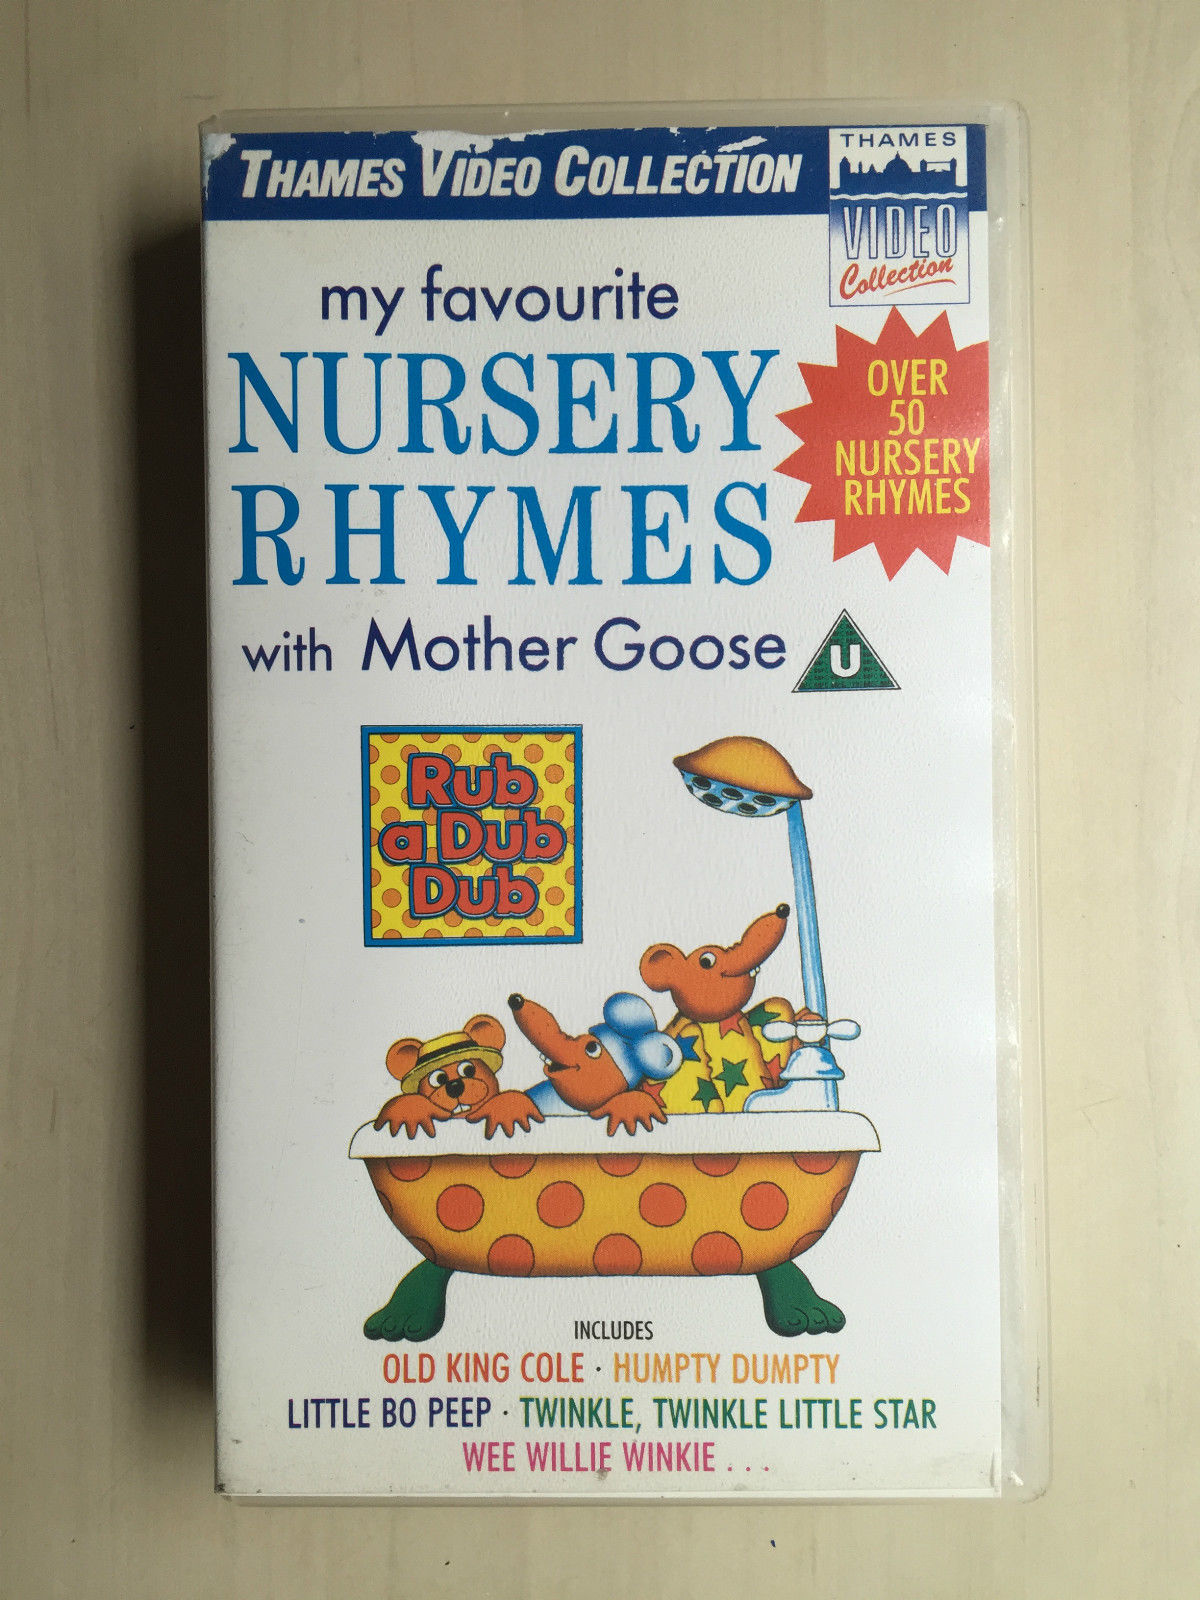 THAMES VIDEO COLLECTION
THAMES
VIDEO
Collection
my favourite
NURSERY
RHYMES
with Mother Goose
OVER
50
NURSERY
RHYMES
U
Rub
a Dub
Dub
INCLUDES
OLD KING COLE · HUMPTY DUMPTY
LITTLE BO PEEP · TWINKLE, TWINKLE LITTLE STAR
WEE WILLIE WINKIE . . .